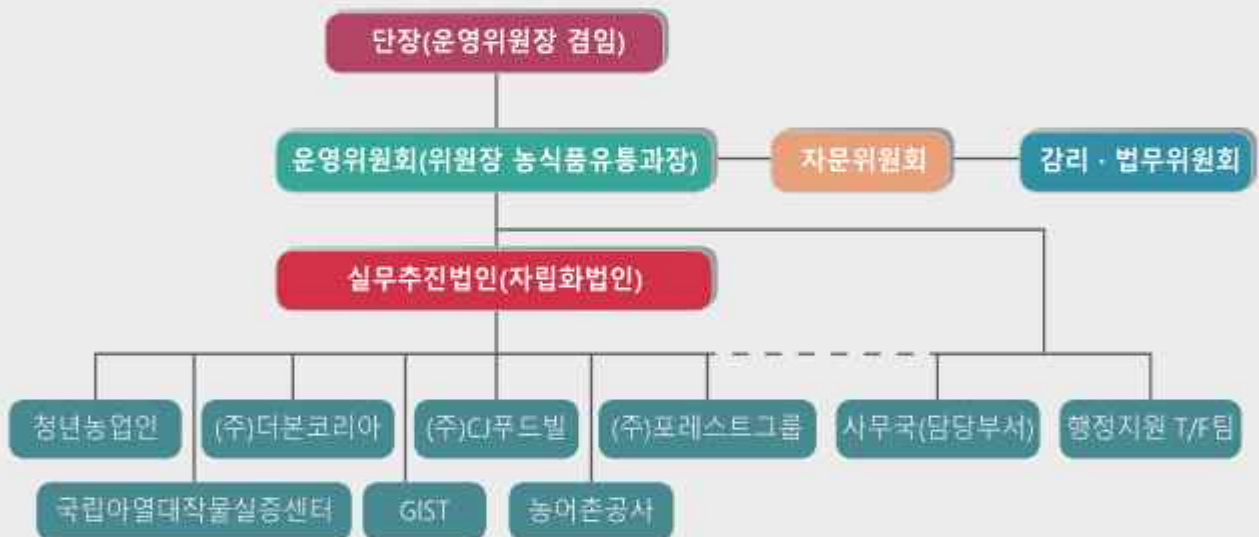 단장(운영위원장 겸임)
운영위원회(위원장 농식품유통과장)
자문위원회
감리 · 법무위원회
실무추진법인(자립화법인)
청년농업인
(주)더본코리아
(주)CJ푸드빌
(주)포레스트그룹
사무국(담당부서)
행정지원 T/F팀
국립아열대작물실증센터
GIST
농어촌공사